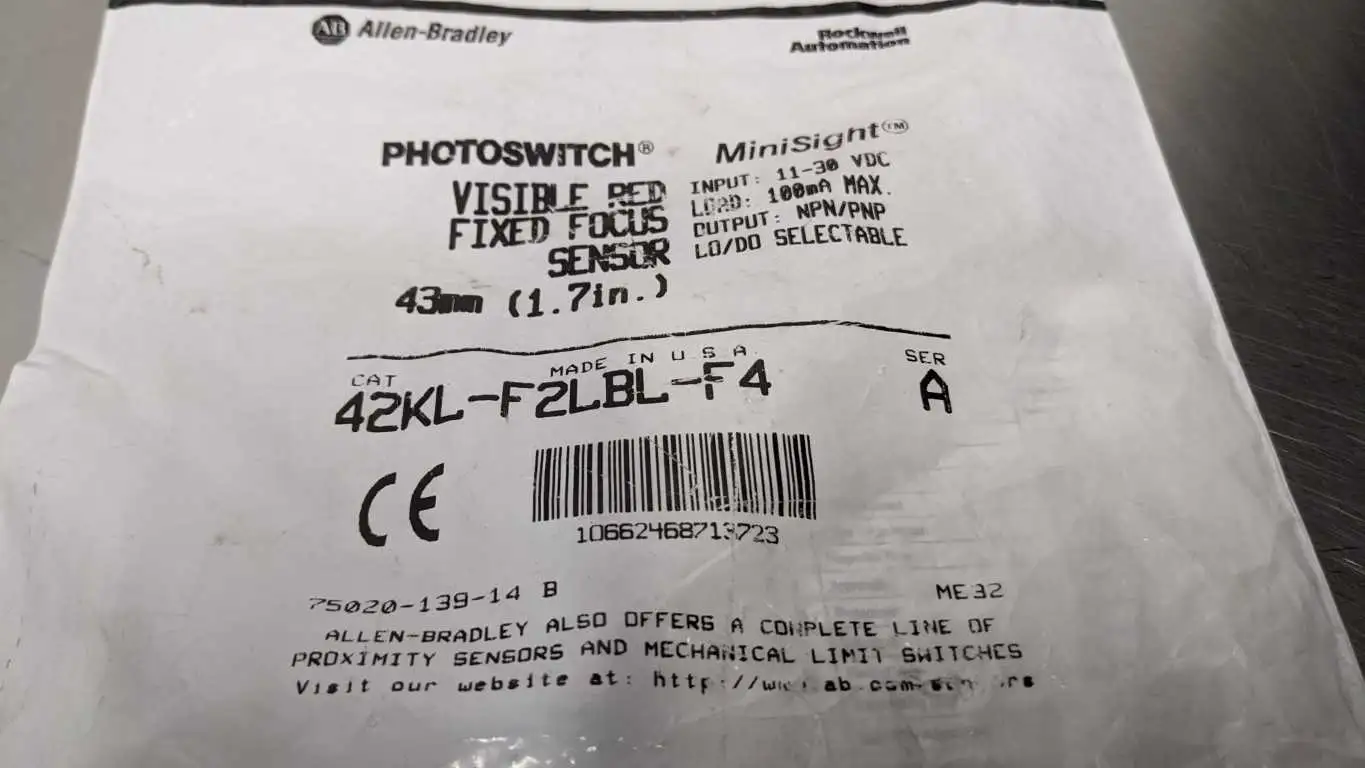 AB Allen-Bradley
Rockwell
Automation
PHOTOSWITCH®
VISIBLE RED
FIXED FOCUS
SENSOR
43mm (1.7in.)
MiniSight™
INPUT: 11-30 VDC
LOAD: 100mA MAX.
OUTPUT: NPN/PNP
LO/DO SELECTABLE
MADE IN U S A.
CAT
42KL-F2LBL-F4
SER
A
CE
10662468713723
75020-139-14 B
ME32
ALLEN-BRADLEY ALSO OFFERS A COMPLETE LINE OF
PROXIMITY SENSORS AND MECHANICAL LIMIT SWITCHES
Visit our website at: